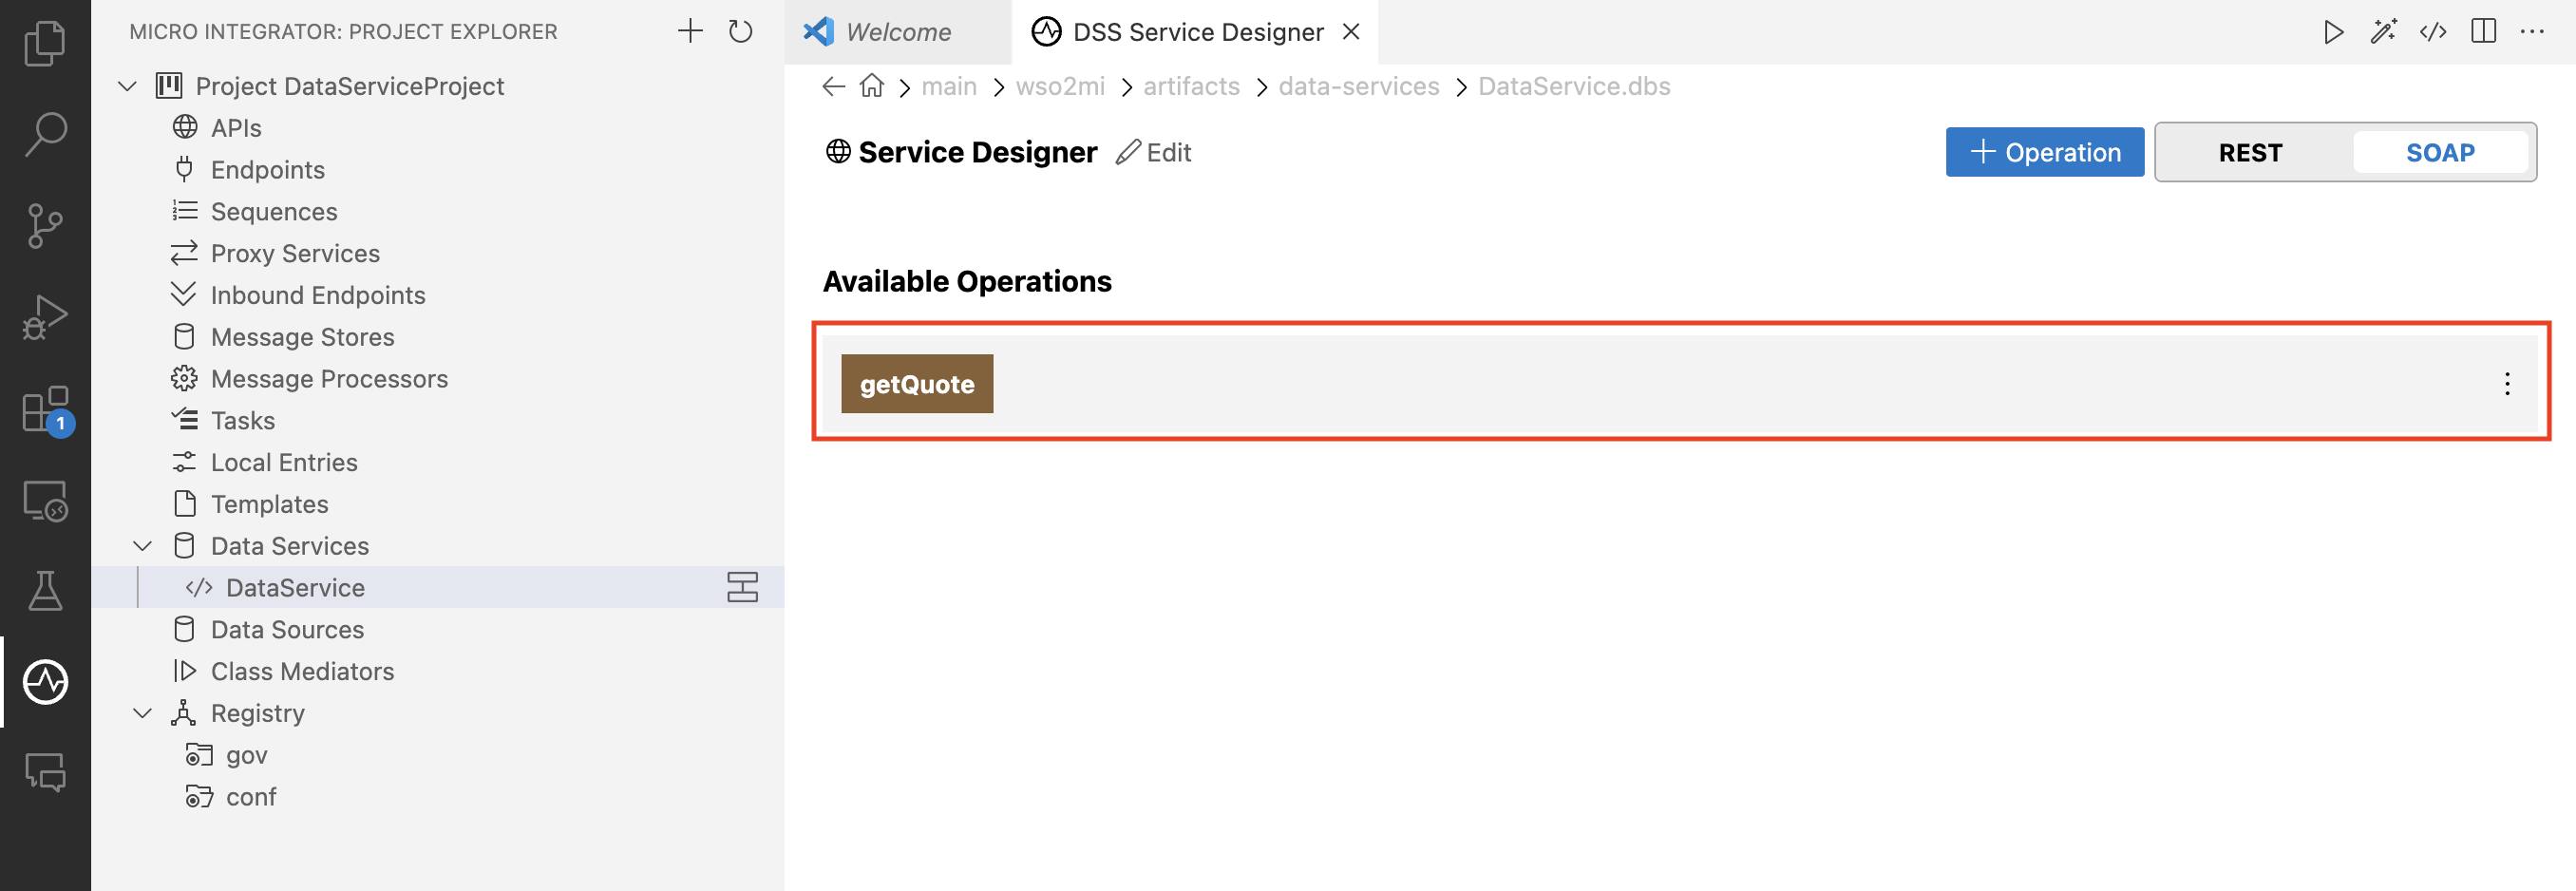 MICRO INTEGRATOR: PROJECT EXPLORER
Project DataServiceProject
APIs
Endpoints
Sequences
Proxy Services
Inbound Endpoints
Message Stores
Message Processors
Tasks
Local Entries
Templates
Data Services
DataService
Data Sources
Class Mediators
Registry
gov
conf
1
Welcome
DSS Service Designer
main > wso2mi > artifacts > data-services > DataService.dbs
Service Designer Edit
Operation REST SOAP
Available Operations
getQuote